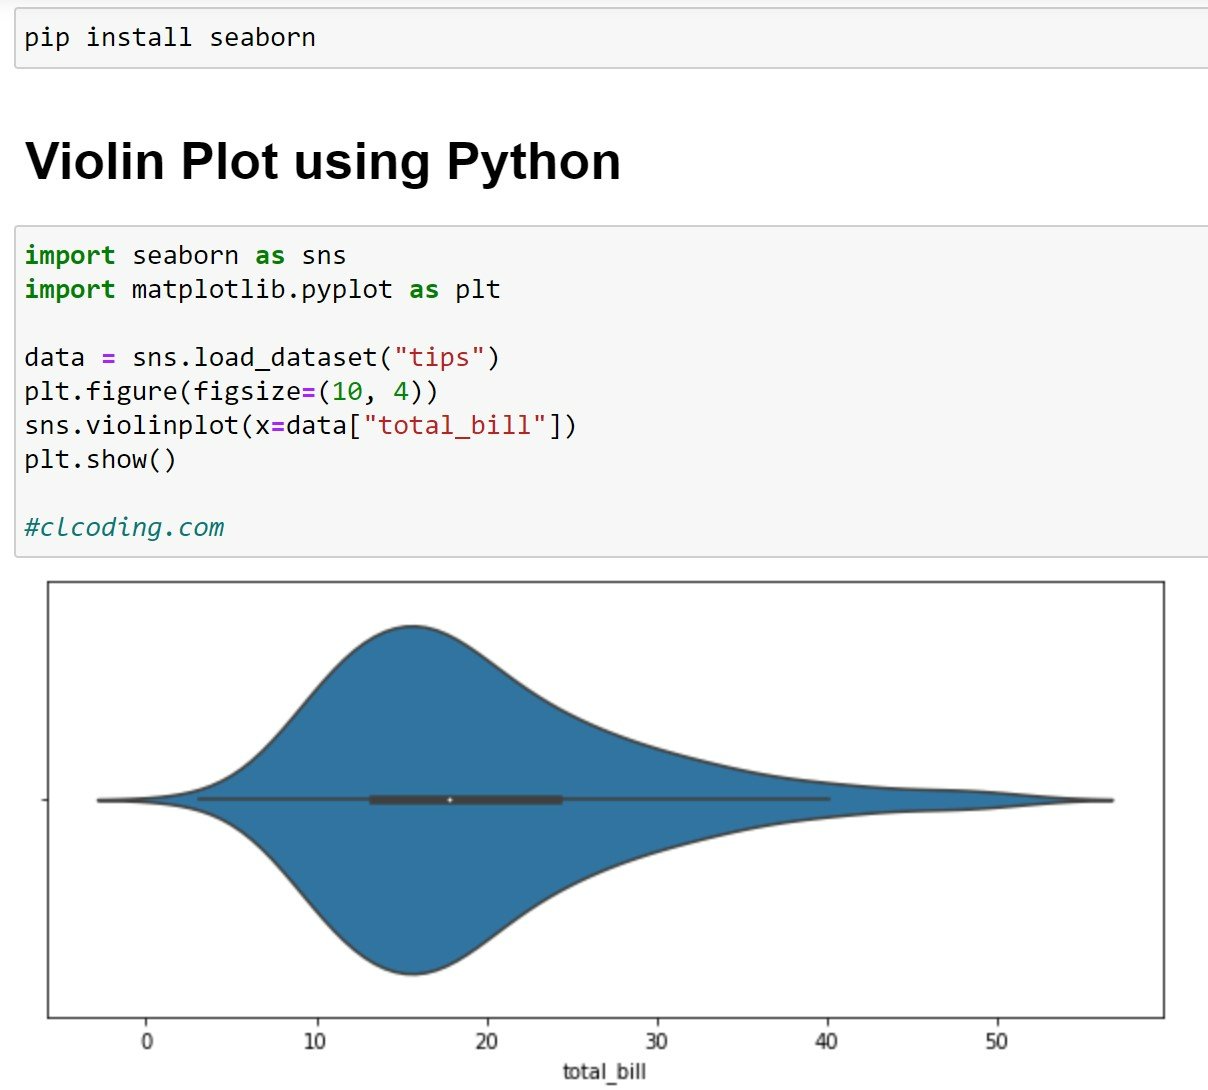 pip install seaborn
Violin Plot using Python
import seaborn as sns
import matplotlib.pyplot as plt
data = sns.load_dataset("tips")
plt.figure(figsize=(10, 4))
sns.violinplot(x=data["total_bill"])
plt.show()
#clcoding.com
0 10 20 30 40 50
total_bill